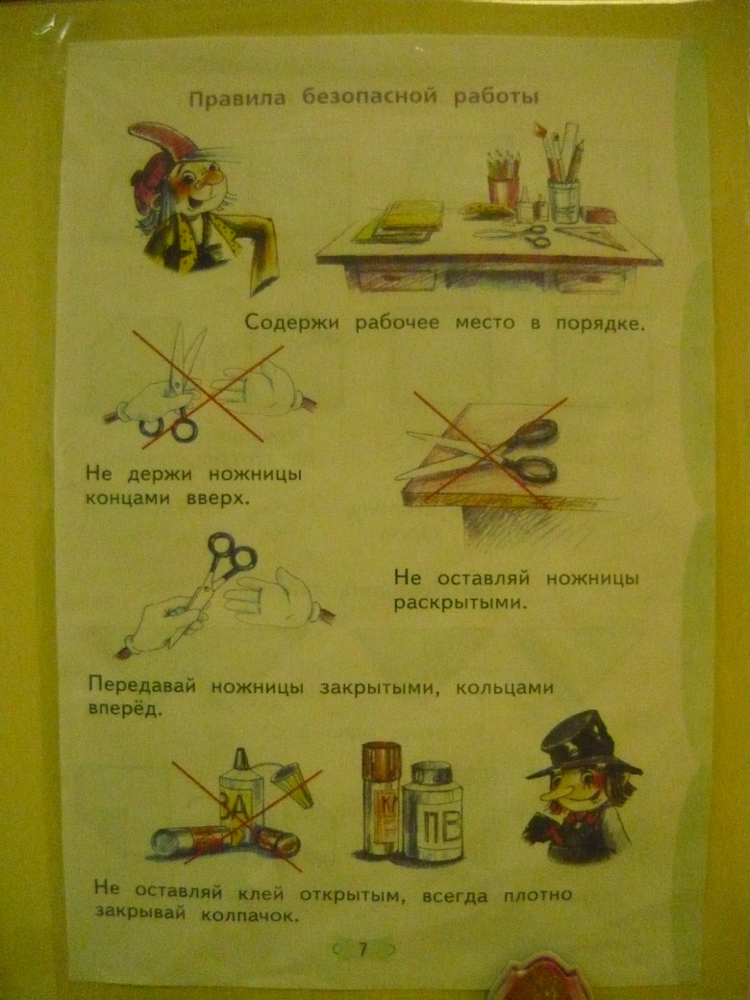 Правила безопасной работы
Содержи рабочее место в порядке.
Не держи ножницы
концами вверх.
Не оставляй ножницы
раскрытыми.
Передавай ножницы закрытыми, кольцами
вперёд.
ЗА
КЛ
Е
ПВ
Не оставляй клей открытым, всегда плотно
закрывай колпачок.
7